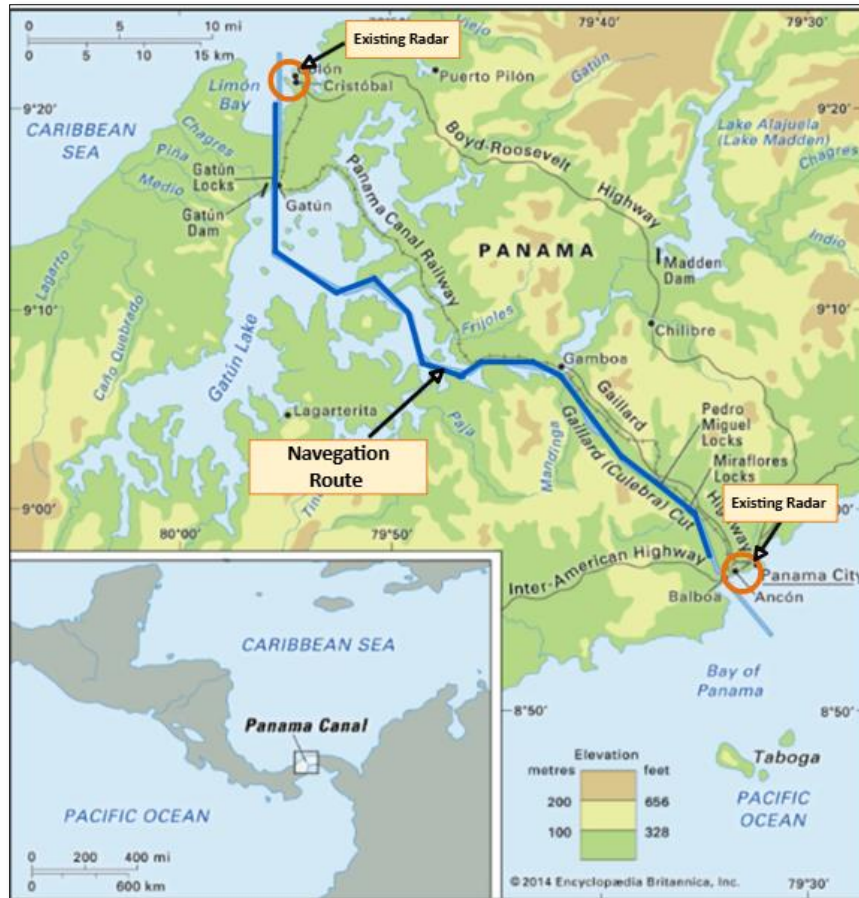 0 5 10 mi
0 5 10 15 km
79°40'
79°30'
Existing Radar
Viejo
Gatún
Limón
Bay
Cristóbal
Puerto Pilón
9°20'
9°20'
CARIBBEAN
SEA
Chagres
Piña
Medio
Gatún
Locks
Gatún
Dam
Gatún
Panama Canal Railway
Boyd-Roosevelt
Highway
Lake Alajuela
(Lake Madden)
Chagres
PANAMA
Indio
Madden
Dam
Lagarto
9°10'
9°10'
Caño Quebrado
Gatún Lake
Frijoles
Chilibre
Gamboa
Lagarterita
Paja
Mandinga
Gaillard
Highway
Gaillard (Culebra) Cut
Pedro
Miguel
Locks
Miraflores
Locks
Navegation
Route
Existing Radar
9°00'
80°00'
79°50'
Inter-American Highway
Panama City
Balboa
Ancón
CARIBBEAN SEA
Bay of
Panama
Panama Canal
8°50'
8°50'
PACIFIC OCEAN
Elevation
metres feet
200 656
100 328
Taboga
PACIFIC
OCEAN
0 200 400 mi
0 600 km
© 2014 Encyclopædia Britannica, Inc.
79°30'